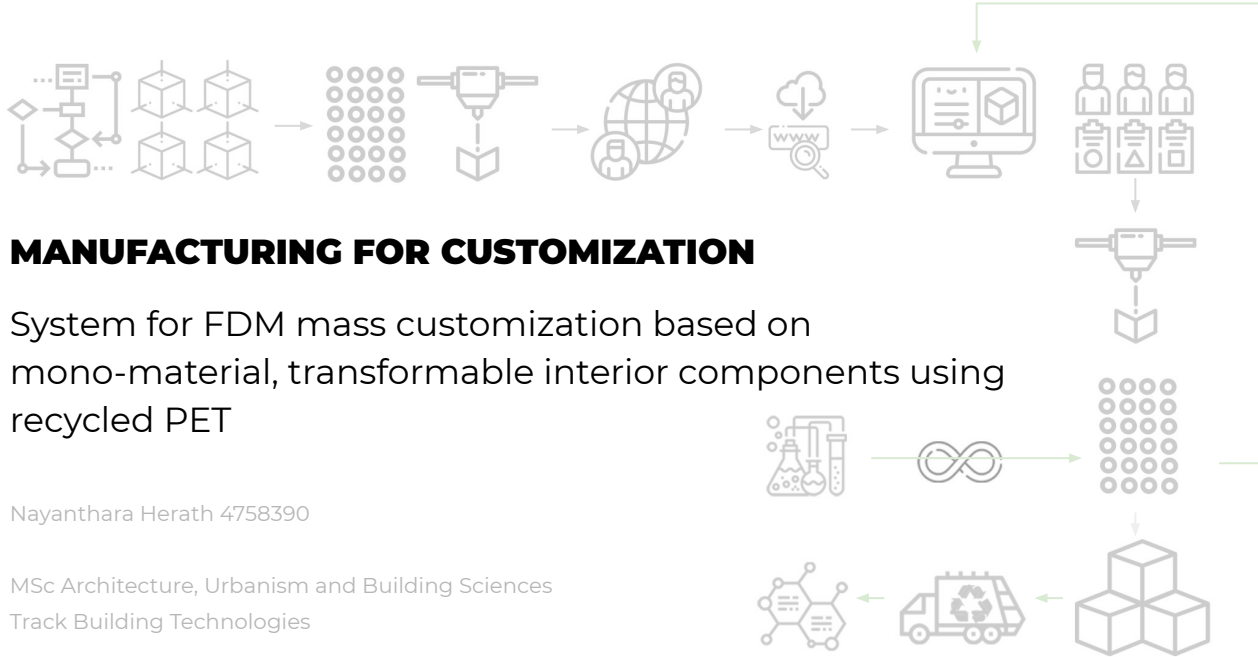 www
MANUFACTURING FOR CUSTOMIZATION
System for FDM mass customization based on
mono-material, transformable interior components using
recycled PET
Nayanthara Herath 4758390
MSc Architecture, Urbanism and Building Sciences
Track Building Technologies